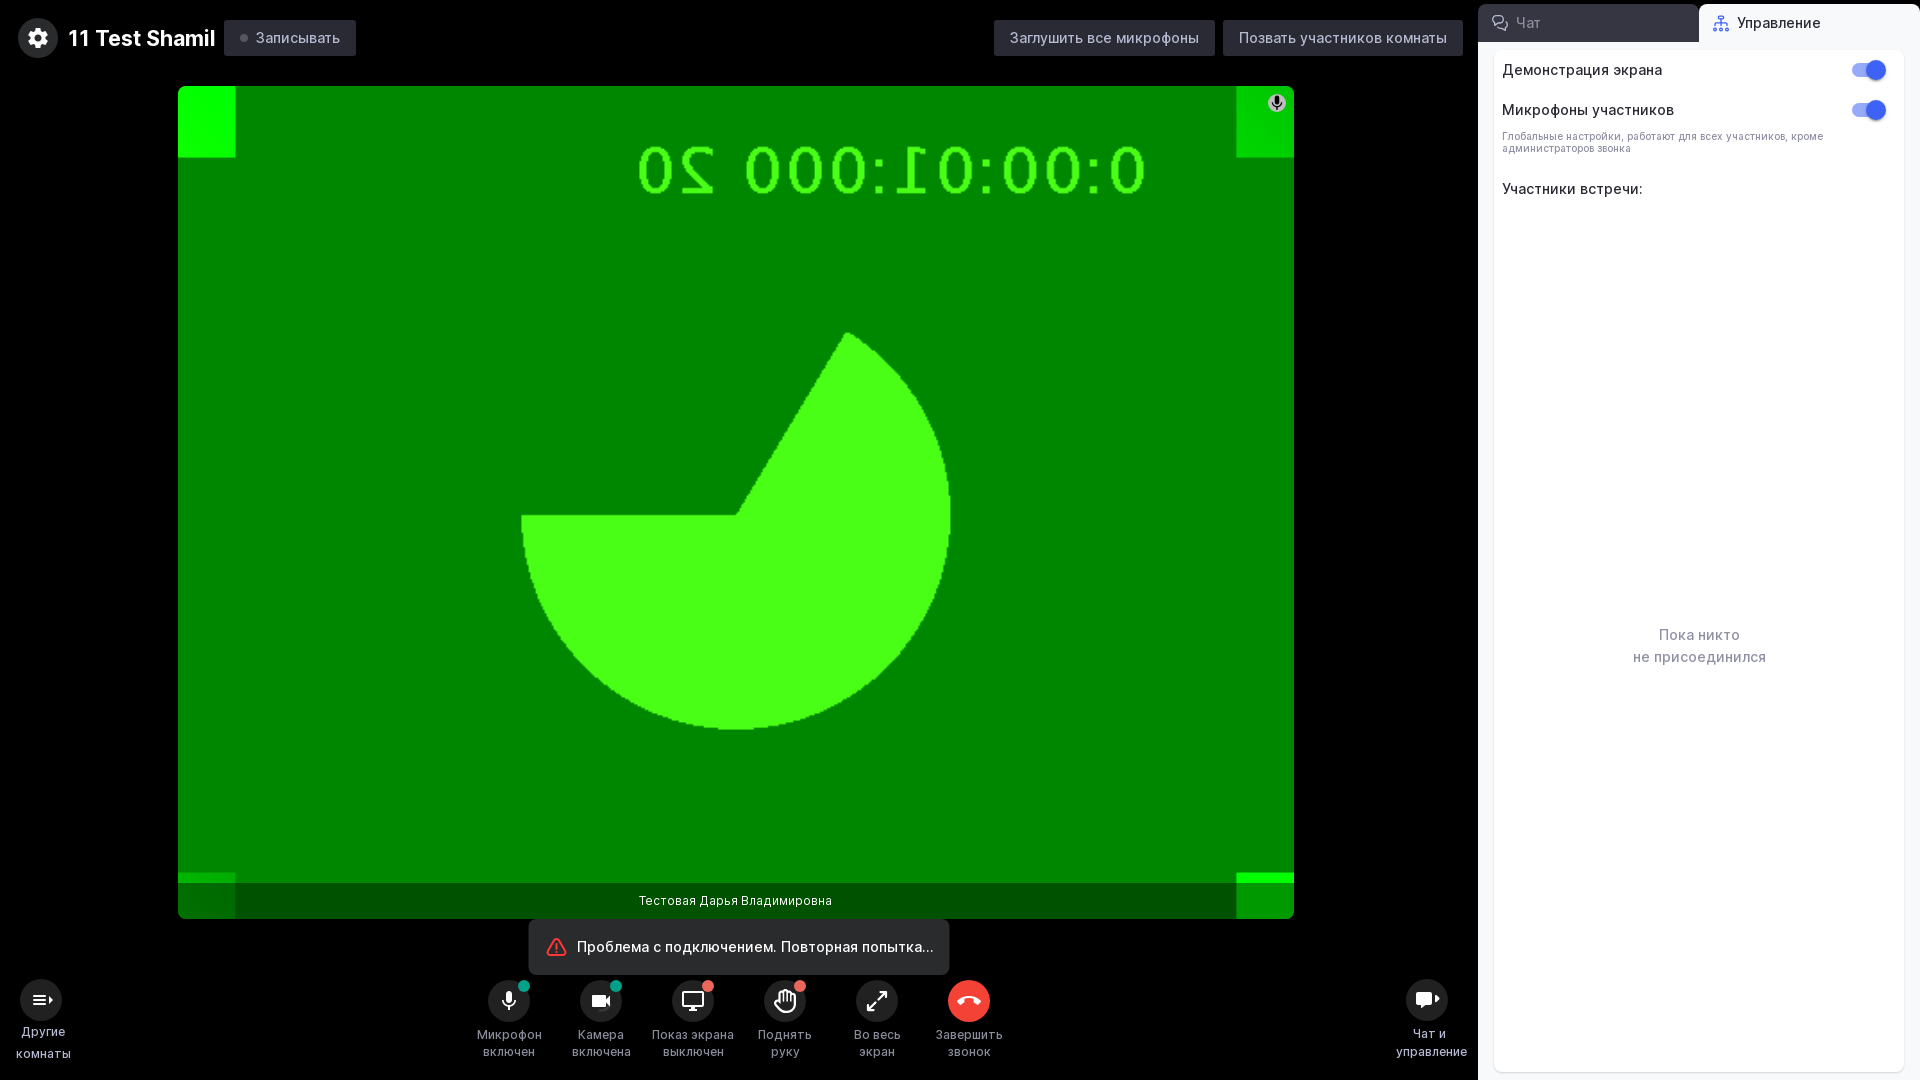 11 Test Shamil
Записывать
Заглушить все микрофоны
Позвать участников комнаты
Чат
Управление
Демонстрация экрана
Микрофоны участников
Глобальные настройки, работают для всех участников, кроме
администраторов звонка
Участники встречи:
Пока никто
не присоединился
0:00:01:000 20
Тестовая Дарья Владимировна
Проблема с подключением. Повторная попытка...
Другие
комнаты
Микрофон
включен
Камера
включена
Показ экрана
выключен
Поднять
руку
Во весь
экран
Завершить
звонок
Чат и
управление